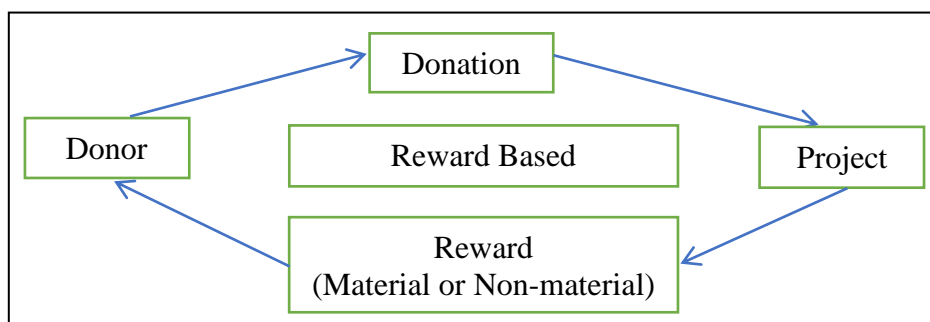 Donation
Donor
Reward Based
Project
Reward
(Material or Non-material)